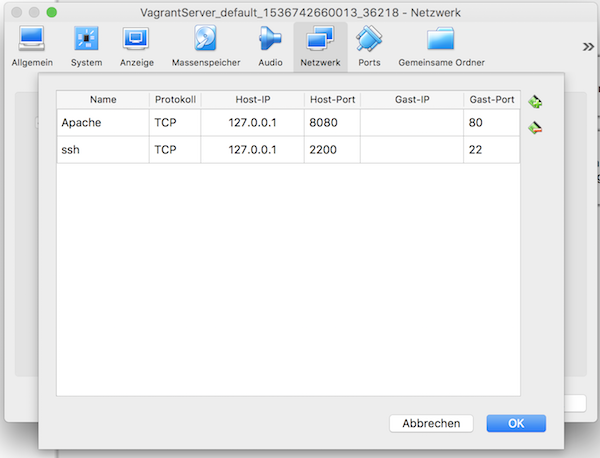 VagrantServer_default_1536742660013_36218 - Netzwerk
Allgemein System Anzeige Massenspeicher Audio Netzwerk Ports Gemeinsame Ordner
Name Protokoll Host-IP Host-Port Gast-IP Gast-Port
Apache TCP 127.0.0.1 8080 80
ssh TCP 127.0.0.1 2200 22
Abbrechen OK